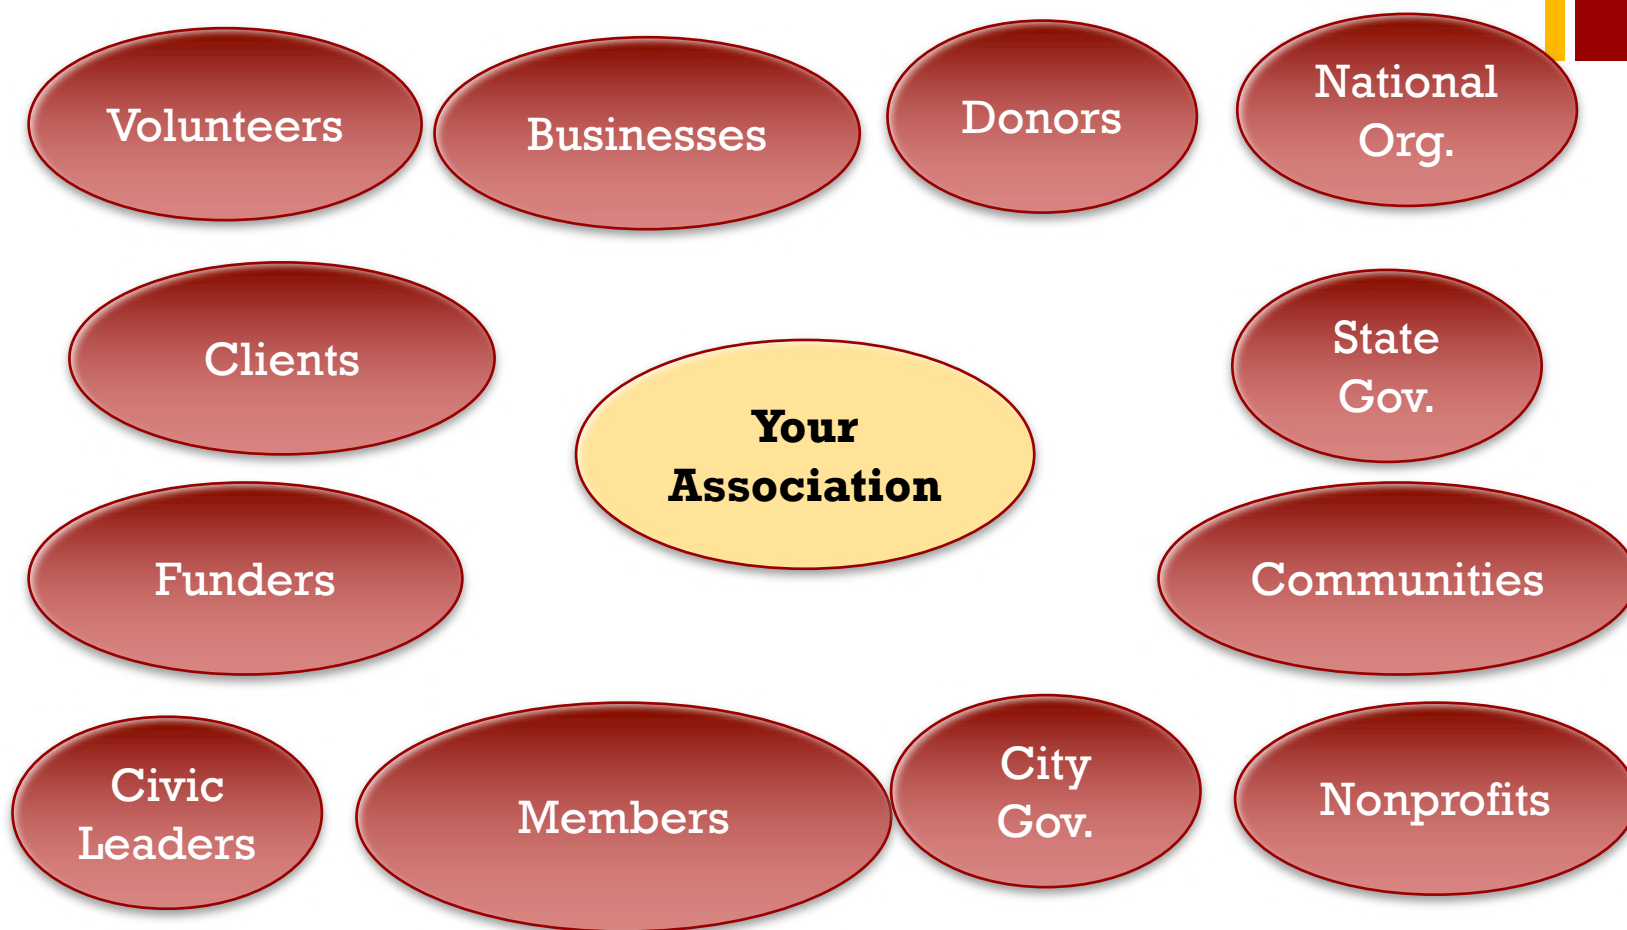 Volunteers
Businesses
Donors
National
Org.
Clients
State
Gov.
Your
Association
Funders
Communities
Civic
Leaders
Members
City
Gov.
Nonprofits